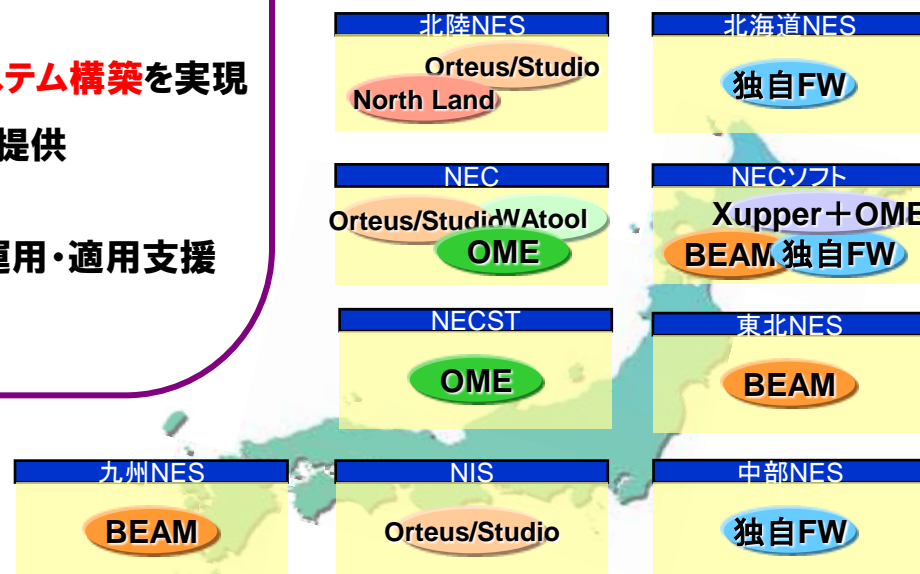 ステム構築を実現
提供
運用・適用支援
北陸NES
Orteus/Studio
North Land
北海道NES
独自FW
NEC
Orteus/Studio
WAtool
OME
NECソフト
Xupper＋OME
BEAM
独自FW
NECST
OME
東北NES
BEAM
九州NES
BEAM
NIS
Orteus/Studio
中部NES
独自FW